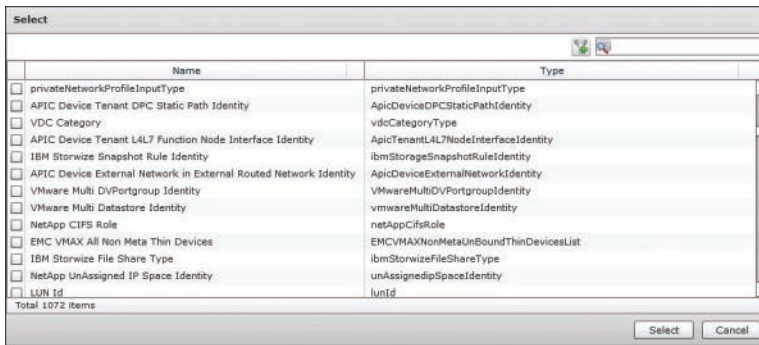 Select
Name Type
privateNetworkProfileInputType privateNetworkProfileInputType
APIC Device Tenant DPC Static Path Identity ApicDeviceDPCStaticPathIdentity
VDC Category vdcCategoryType
APIC Device Tenant L4L7 Function Node Interface Identity ApicTenantL4L7NodeInterfaceIdentity
IBM Storwize Snapshot Rule Identity ibmStorageSnapshotRuleIdentity
APIC Device External Network in External Routed Network Identity ApicDeviceExternalNetworkIdentity
VMware Multi DVPortgroup Identity VMwareMultiDVPortgroupIdentity
VMware Multi Datastore Identity vmwareMultiDatastoreIdentity
NetApp CIFS Role netAppCifsRole
EMC VMAX All Non Meta Thin Devices EMCVMAXNonMetaUnBoundThinDevicesList
IBM Storwize File Share Type ibmStorwizeFileShareType
NetApp UnAssigned IP Space Identity unAssignedipSpaceIdentity
LUN Id lunId
Total 1072 items
Select Cancel